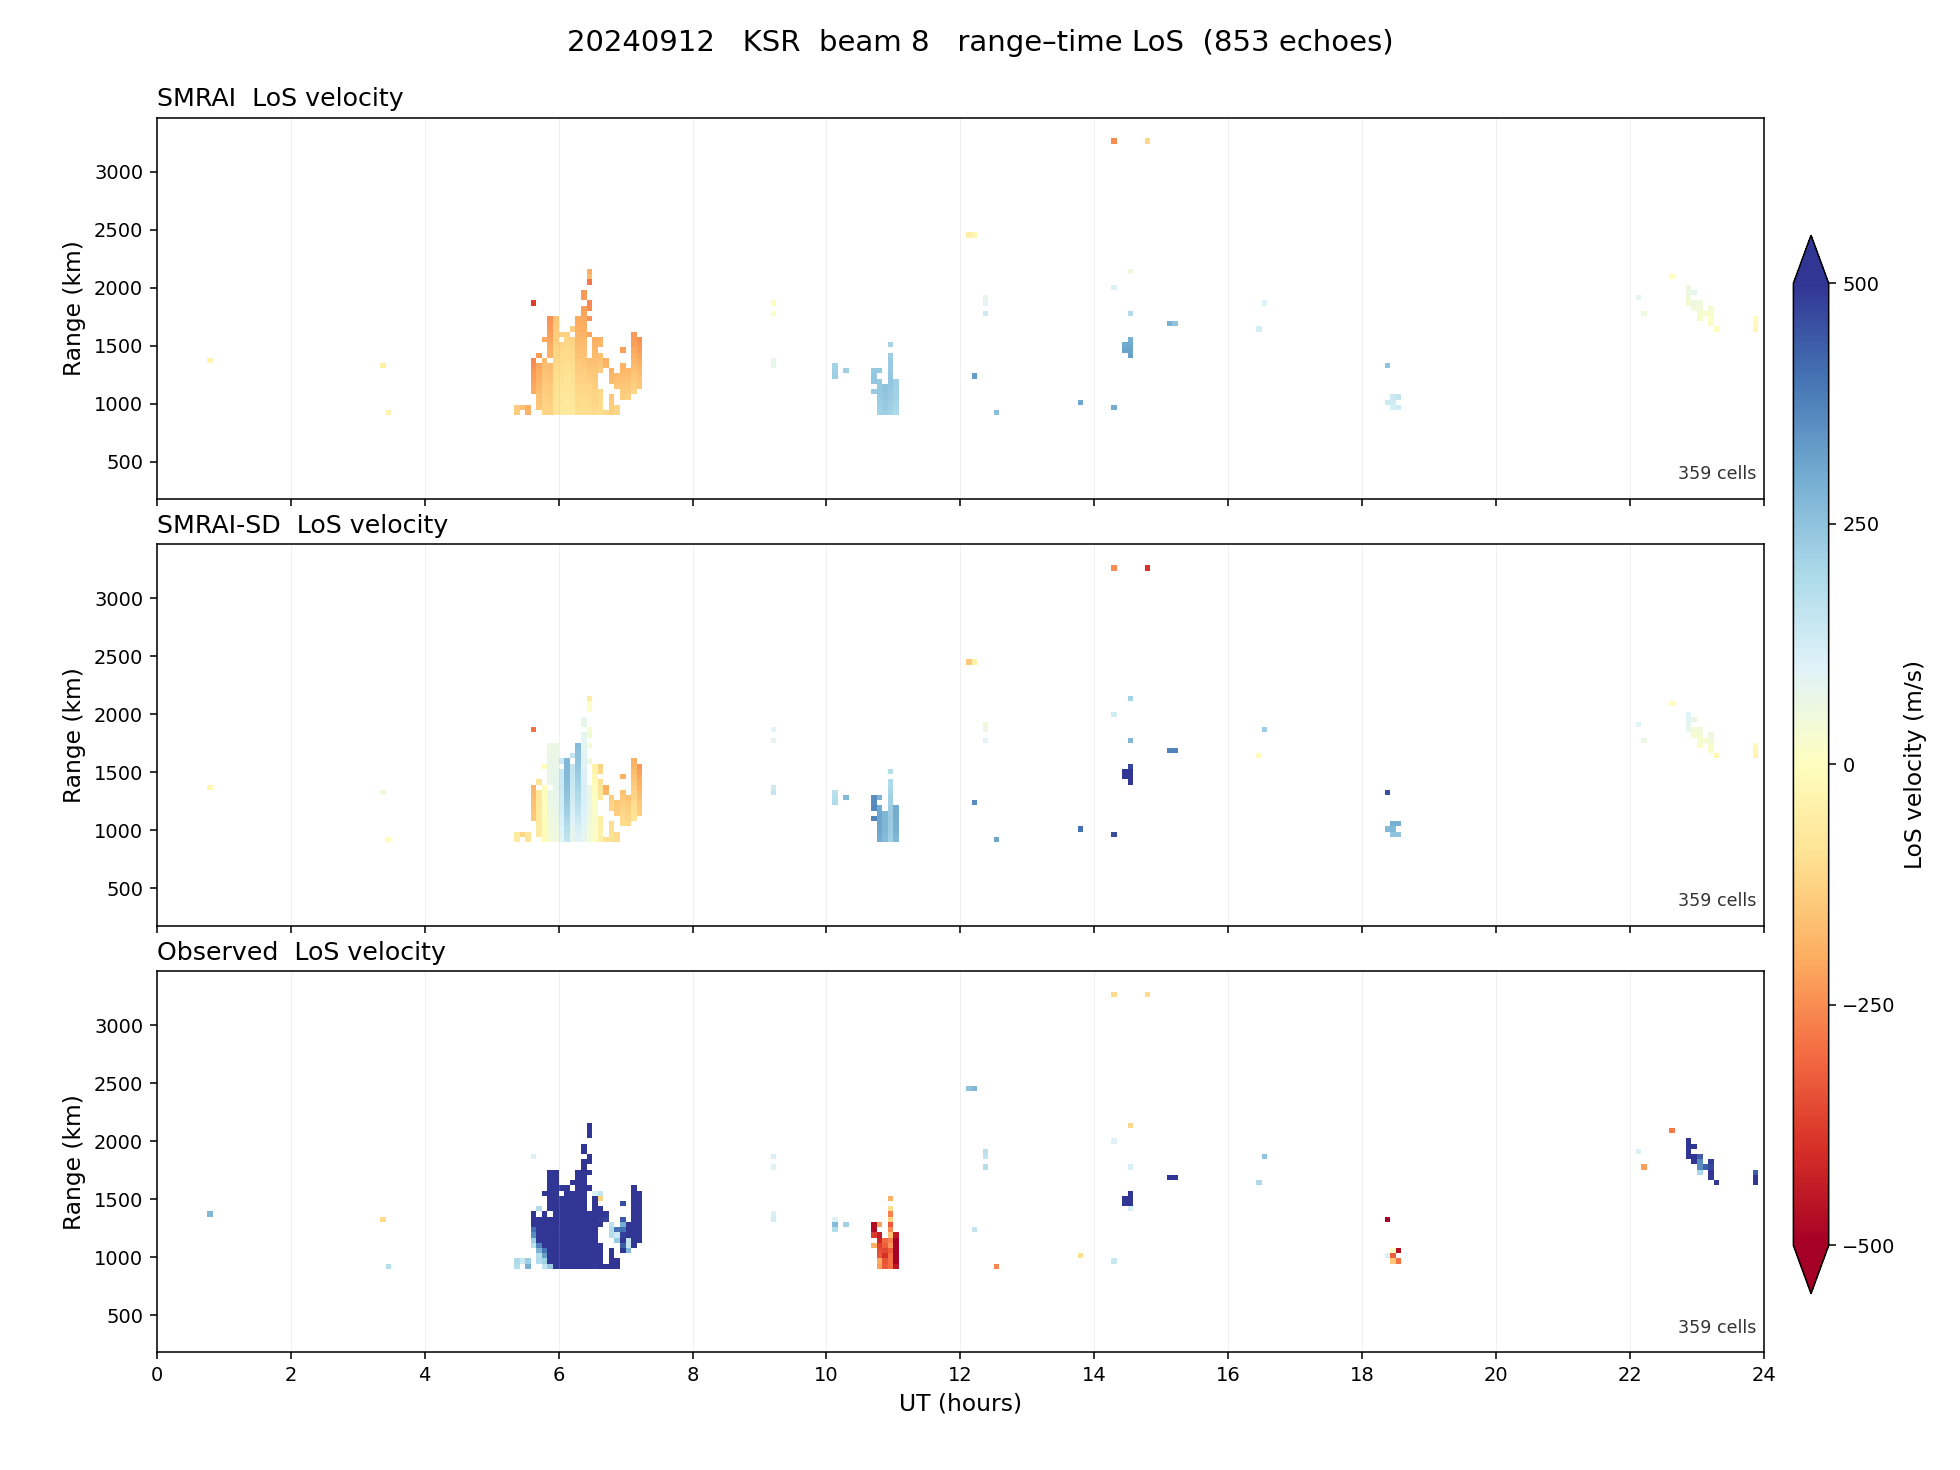 20240912   KSR  beam 8   range–time LoS  (853 echoes)
SMRAI  LoS velocity
Range (km)
3000
2500
2000
1500
1000
500
359 cells
SMRAI-SD  LoS velocity
Range (km)
3000
2500
2000
1500
1000
500
359 cells
Observed  LoS velocity
Range (km)
3000
2500
2000
1500
1000
500
359 cells
0 2 4 6 8 10 12 14 16 18 20 22 24
UT (hours)
500
250
0
−250
−500
LoS velocity (m/s)